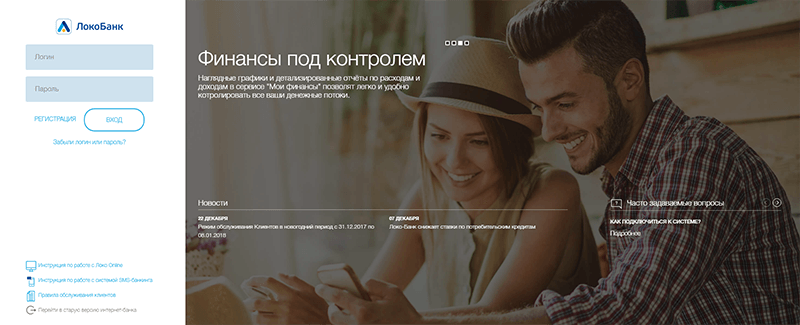 ЛокоБанк
Логин
Пароль
РЕГИСТРАЦИЯ
ВХОД
Забыли логин или пароль?
Инструкция по работе с Локо Online
Инструкция по работе с системой SMS-банкинга
Правила обслуживания клиентов
Перейти в старую версию интернет-банка
Финансы под контролем
Наглядные графики и детализированные отчёты по расходам и
доходам в сервисе "Мои финансы" позволят легко и удобно
котролировать все ваши денежные потоки.
Новости
22 ДЕКАБРЯ
Режим обслуживания Клиентов в новогодний период с 31.12.2017 по
08.01.2018
07 ДЕКАБРЯ
Локо-Банк снижает ставки по потребительским кредитам
Часто задаваемые вопросы
КАК ПОДКЛЮЧИТЬСЯ К СИСТЕМЕ?
Подробнее